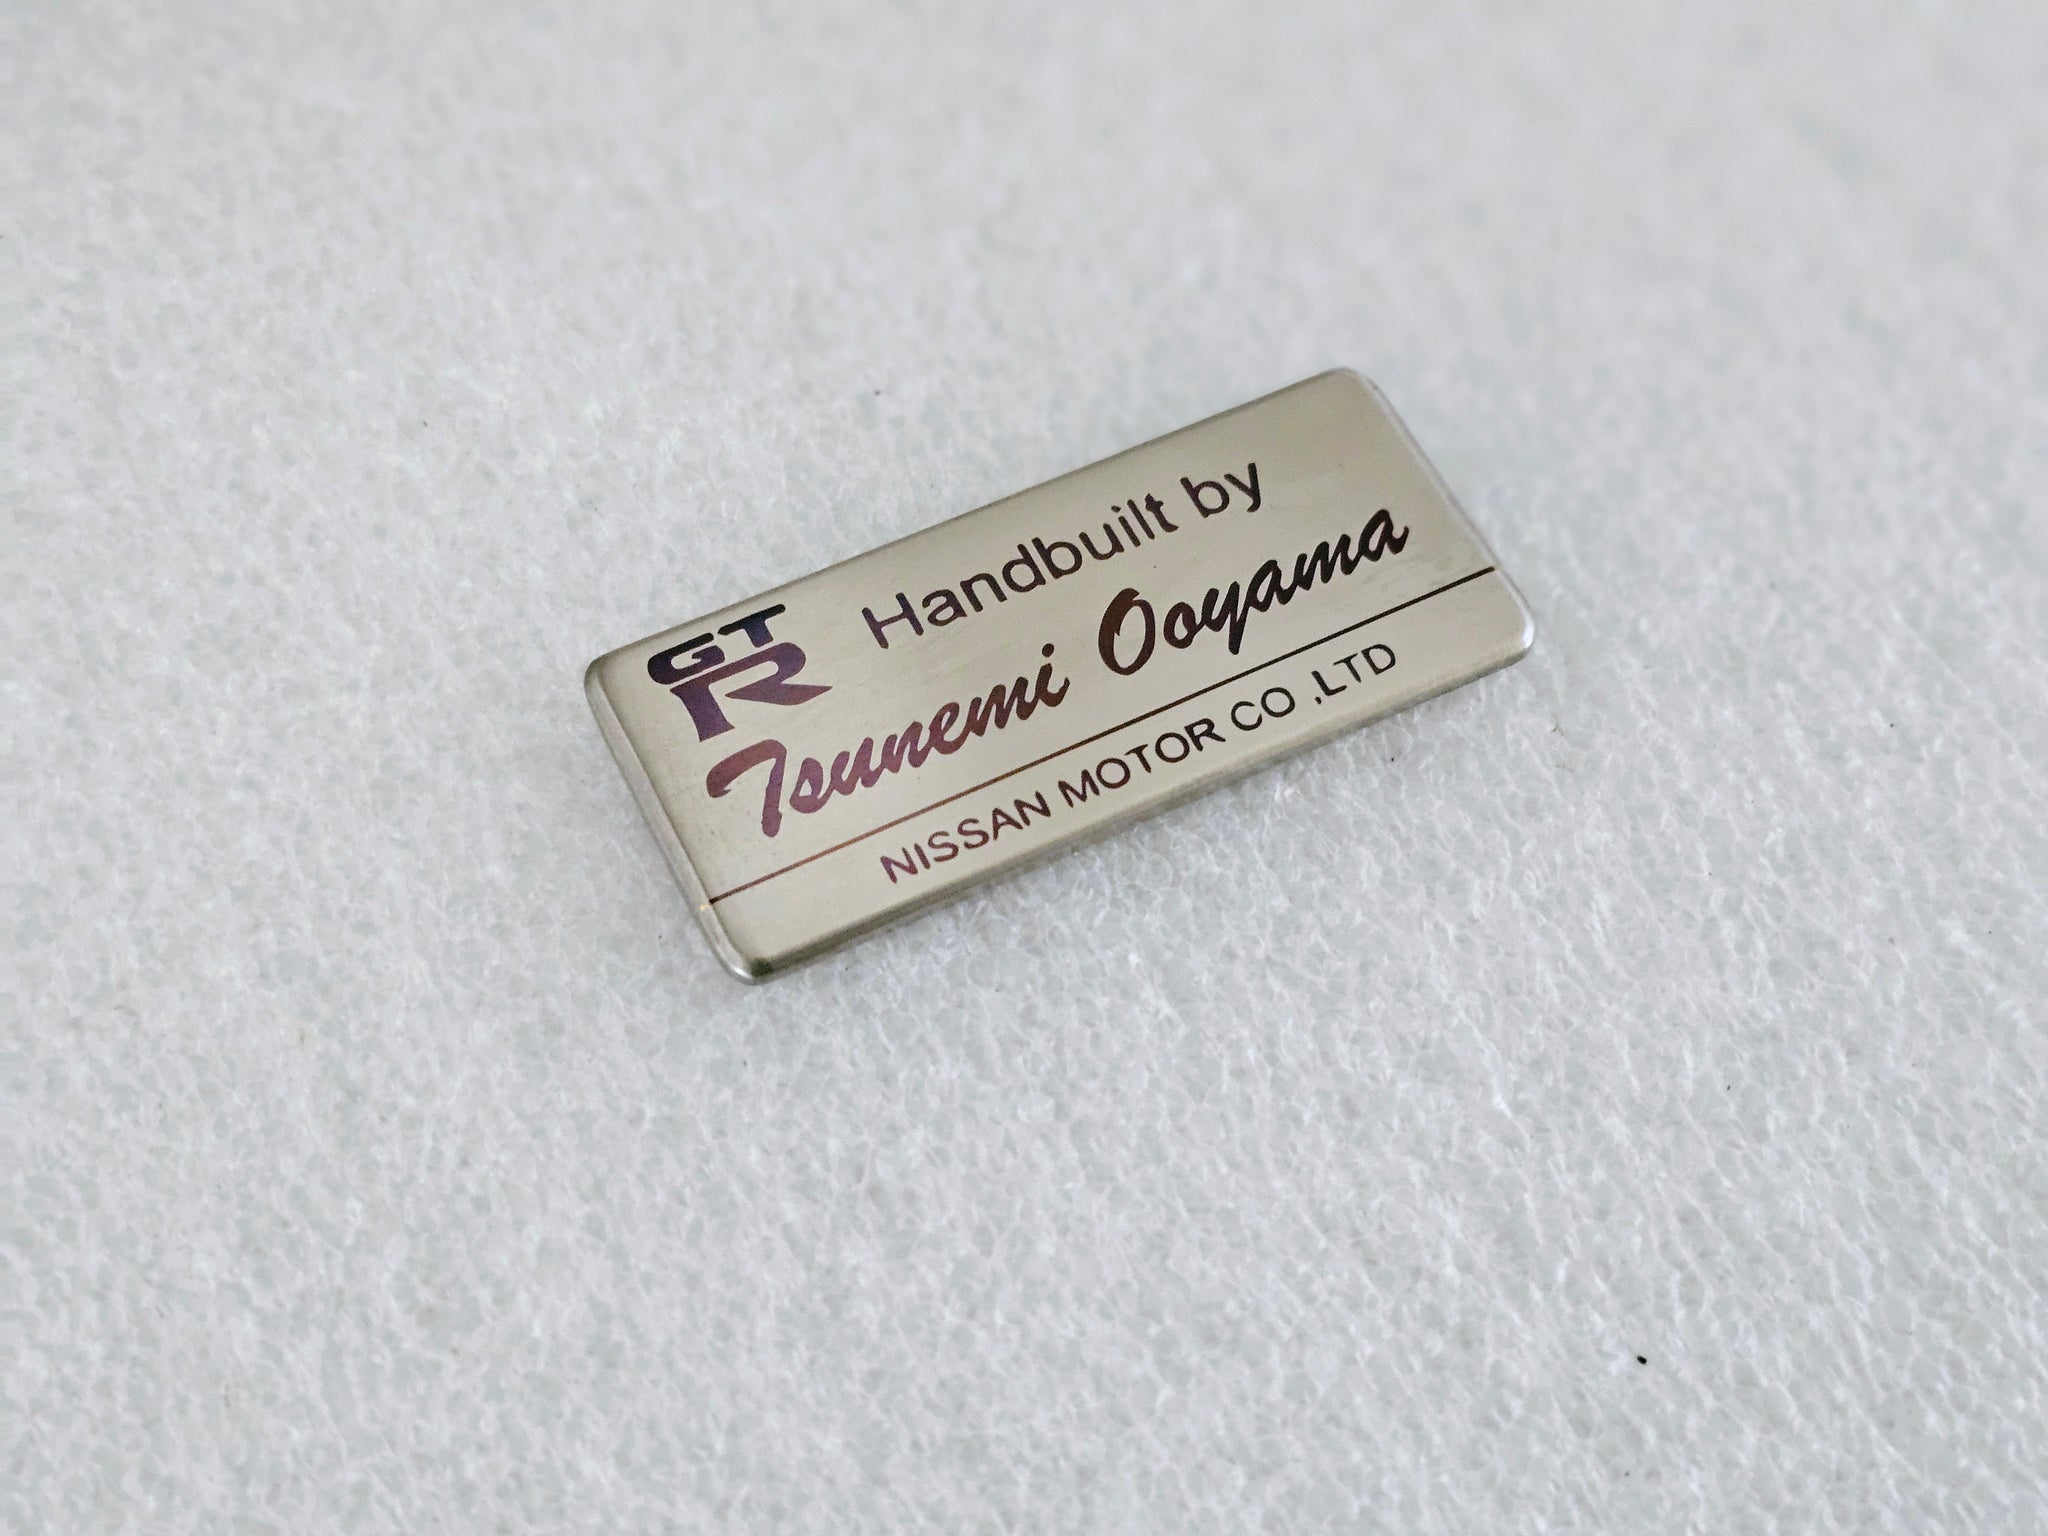 GT
R
Handbuilt by
Tsunemi Ooyama
NISSAN MOTOR CO ,LTD